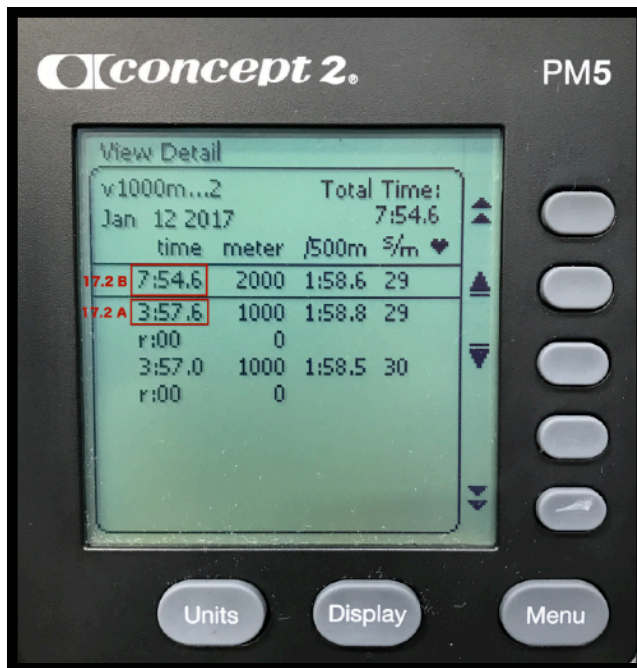 concept 2® PM5
View Detail
v1000m...2 Total Time:
Jan 12 2017 7:54.6
time meter /500m s/m ♥
17.2 B 7:54.6 2000 1:58.6 29
17.2 A 3:57.6 1000 1:58.8 29
r:00 0
3:57.0 1000 1:58.5 30
r:00 0
Units Display Menu